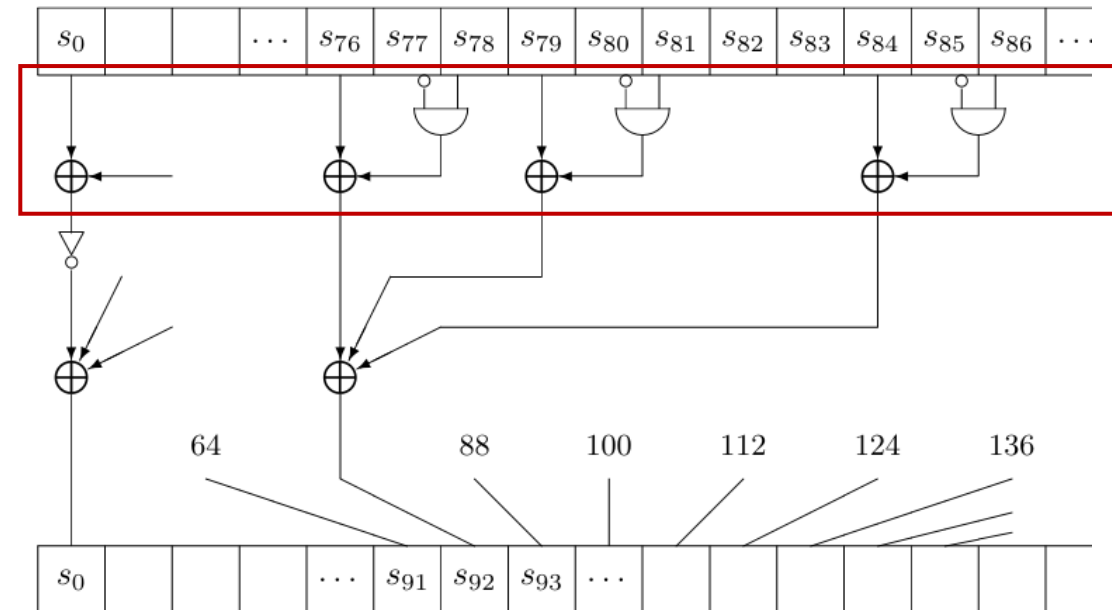 s₀ ⋯ s₇₆ s₇₇ s₇₈ s₇₉ s₈₀ s₈₁ s₈₂ s₈₃ s₈₄ s₈₅ s₈₆ ⋯
64 88 100 112 124 136
s₀ ⋯ s₉₁ s₉₂ s₉₃ ⋯